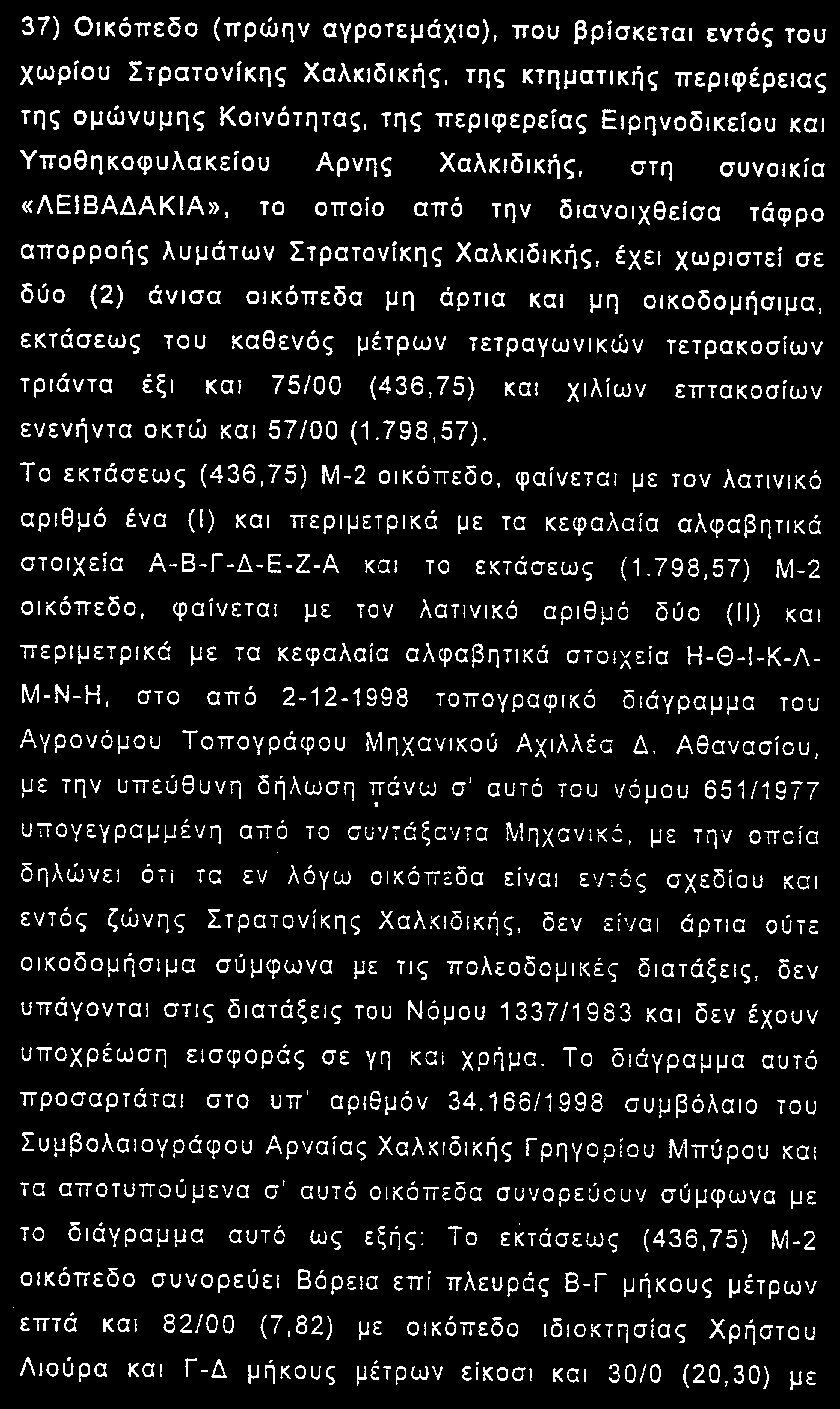 37) Οικόπεδο (πρώην αγροτεμάχιο), που βρίσκεται εντός του
χωρίου Στρατονίκης Χαλκιδικής, της κτηματικής περιφέρειας
της ομώνυμης Κοινότητας, της περιφερείας Ειρηνοδικείου και
Υποθηκοφυλακείου Αρνης Χαλκιδικής, στη συνοικία
«ΛΕΙΒΑΔΑΚΙΑ», το οποίο από την διανοιχθείσα τάφρο
απορροής λυμάτων Στρατονίκης Χαλκιδικής, έχει χωριστεί σε
δύο (2) άνισα οικόπεδα μη άρτια και μη οικοδομήσιμα,
εκτάσεως του καθενός μέτρων τετραγωνικών τετρακοσίων
τριάντα έξι και 75/00 (436,75) και χιλίων επτακοσίων
ενενήντα οκτώ και 57/00 (1.798,57).
Το εκτάσεως (436,75) Μ-2 οικόπεδο, φαίνεται με τον λατινικό
αριθμό ένα (Ι) και περιμετρικά με τα κεφαλαία αλφαβητικά
στοιχεία Α-Β-Γ-Δ-Ε-Ζ-Α και το εκτάσεως (1.798,57) Μ-2
οικόπεδο, φαίνεται με τον λατινικό αριθμό δύο (ΙΙ) και
περιμετρικά με τα κεφαλαία αλφαβητικά στοιχεία Η-Θ-Ι-Κ-Λ-
Μ-Ν-Η, στο από 2-12-1998 τοπογραφικό διάγραμμα του
Αγρονόμου Τοπογράφου Μηχανικού Αχιλλέα Δ. Αθανασίου,
με την υπεύθυνη δήλωση πάνω σ' αυτό του νόμου 651/1977
υπογεγραμμένη από το συντάξαντα Μηχανικό, με την οποία
δηλώνει ότι τα εν λόγω οικόπεδα είναι εντός σχεδίου και
εντός ζώνης Στρατονίκης Χαλκιδικής, δεν είναι άρτια ούτε
οικοδομήσιμα σύμφωνα με τις πολεοδομικές διατάξεις, δεν
υπάγονται στις διατάξεις του Νόμου 1337/1983 και δεν έχουν
υποχρέωση εισφοράς σε γη και χρήμα. Το διάγραμμα αυτό
προσαρτάται στο υπ' αριθμόν 34.166/1998 συμβόλαιο του
Συμβολαιογράφου Αρναίας Χαλκιδικής Γρηγορίου Μπύρου και
τα αποτυπούμενα σ' αυτό οικόπεδα συνορεύουν σύμφωνα με
το διάγραμμα αυτό ως εξής: Το εκτάσεως (436,75) Μ-2
οικόπεδο συνορεύει Βόρεια επί πλευράς Β-Γ μήκους μέτρων
επτά και 82/00 (7,82) με οικόπεδο ιδιοκτησίας Χρήστου
Λιούρα και Γ-Δ μήκους μέτρων είκοσι και 30/0 (20,30) με